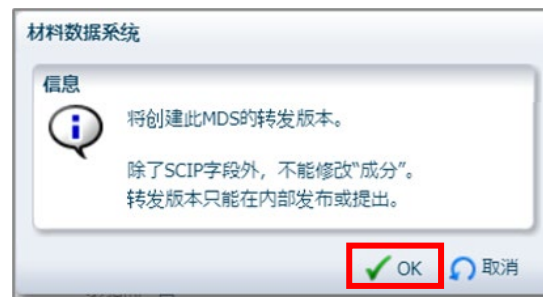 材料数据系统
信息
将创建此MDS的转发版本。
除了SCIP字段外，不能修改“成分”。
转发版本只能在内部发布或提出。
OK 取消